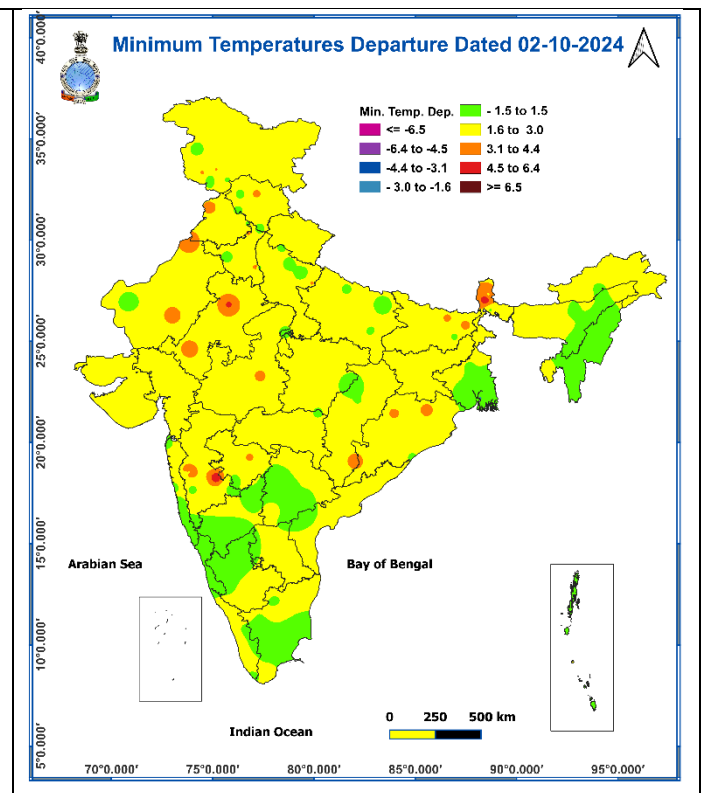 Minimum Temperatures Departure Dated 02-10-2024
Min. Temp. Dep.
- 1.5 to 1.5
<= -6.5
1.6 to 3.0
-6.4 to -4.5
3.1 to 4.4
-4.4 to -3.1
4.5 to 6.4
- 3.0 to -1.6
>= 6.5
40°0.000'
35°0.000'
30°0.000'
25°0.000'
20°0.000'
15°0.000'
10°0.000'
5°0.000'
Arabian Sea
Bay of Bengal
Indian Ocean
0 250 500 km
70°0.000' 75°0.000' 80°0.000' 85°0.000' 90°0.000' 95°0.000'